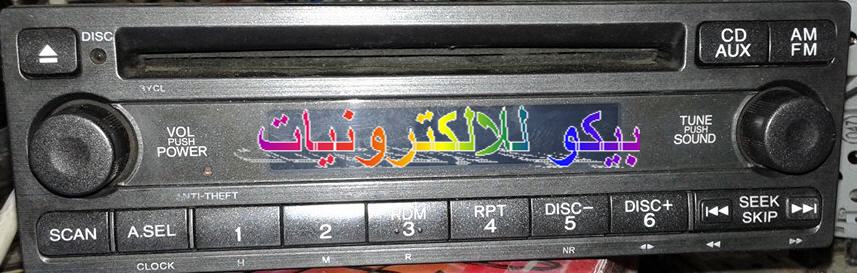 DISC
CD
AUX
AM
FM
3YCL
VOL
PUSH
POWER
بيكو للالكترونيات
TUNE
PUSH
SOUND
ANTI-THEFT
SCAN
A.SEL
1
2
RDM
3
RPT
4
DISC−
5
DISC+
6
SEEK
SKIP
CLOCK
H
M
R
NR